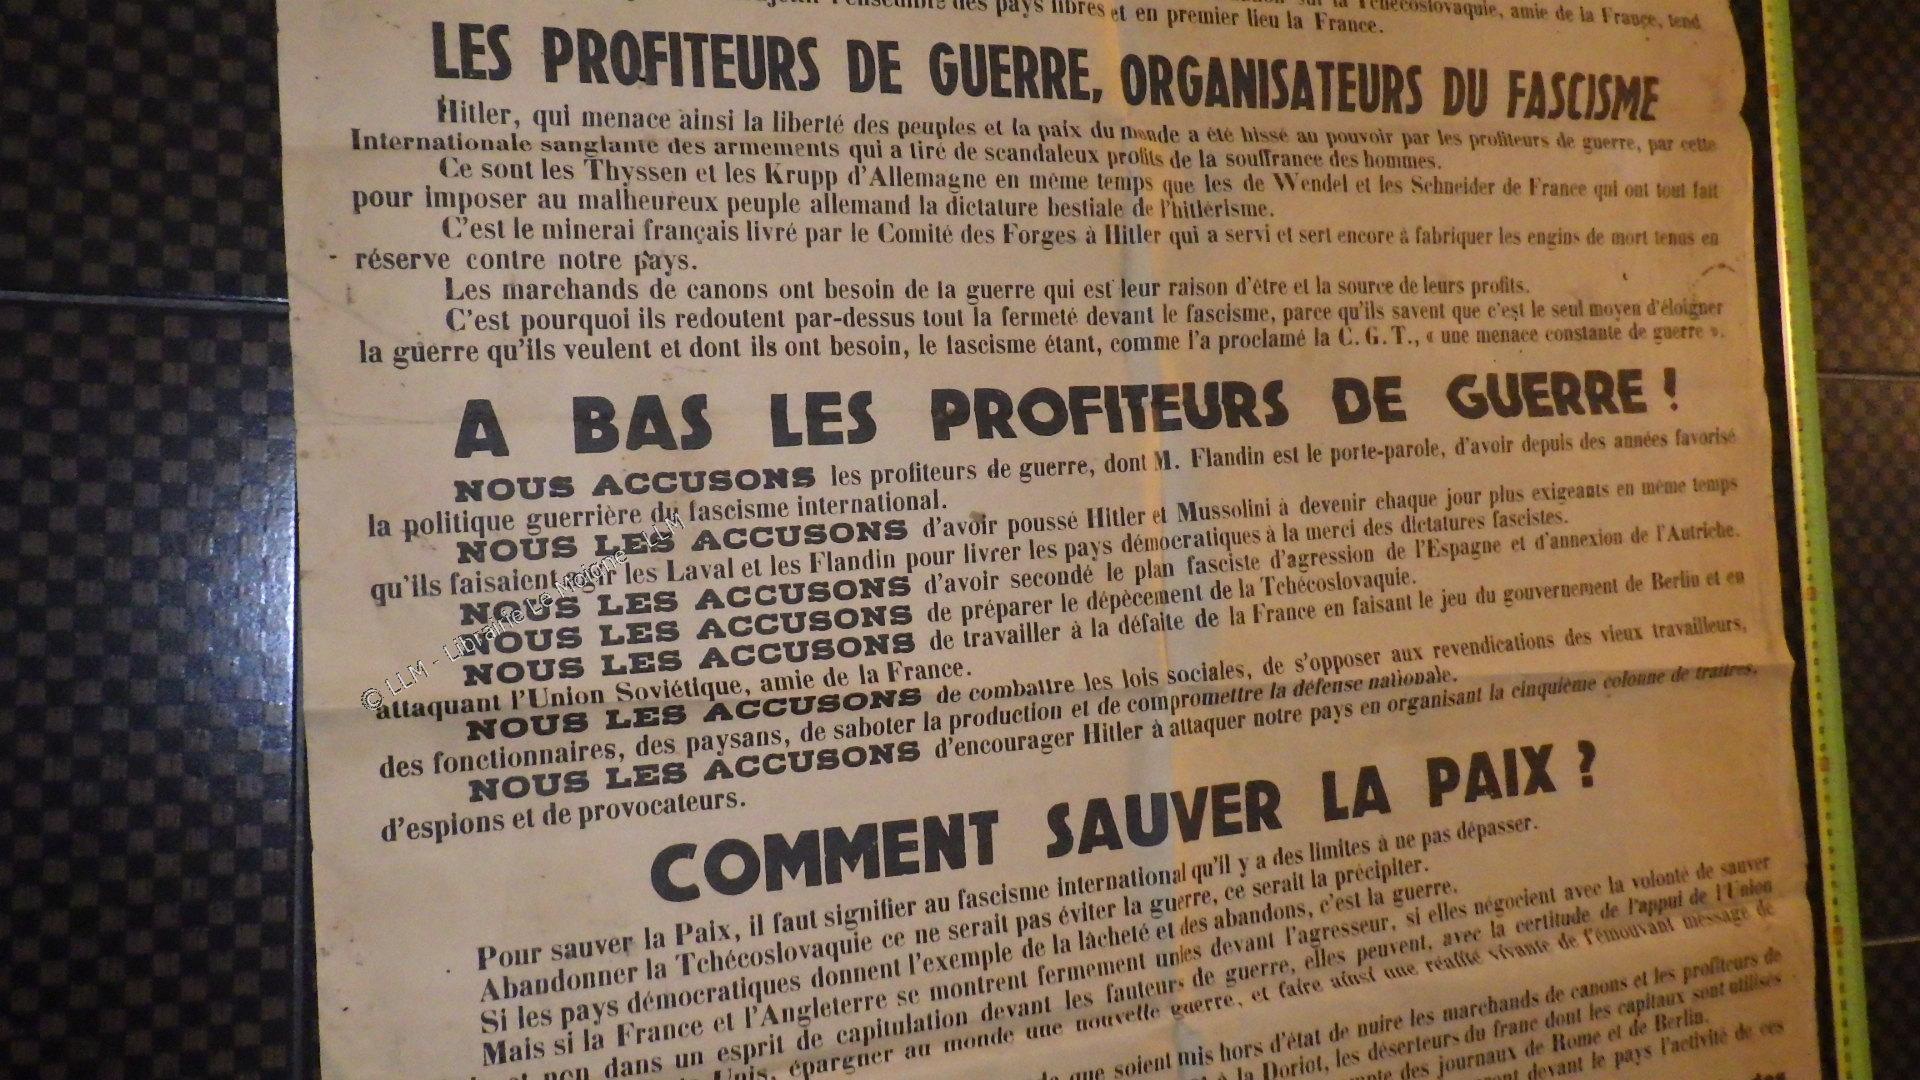 l'ensemble des pays libres et en premier lieu la France.
la Tchécoslovaquie, amie de la France, tend
LES PROFITEURS DE GUERRE, ORGANISATEURS DU FASCISME
Hitler, qui menace ainsi la liberté des peuples et la paix du monde a été hissé au pouvoir par les profiteurs de guerre, par cette
Internationale sanglante des armements qui a tiré de scandaleux profits de la souffrance des hommes.
Ce sont les Thyssen et les Krupp d'Allemagne en même temps que les de Wendel et les Schneider de France qui ont tout fait
pour imposer au malheureux peuple allemand la dictature bestiale de l'hitlérisme.
C'est le minerai français livré par le Comité des Forges à Hitler qui a servi et sert encore à fabriquer les engins de mort tenus en
réserve contre notre pays.
Les marchands de canons ont besoin de la guerre qui est leur raison d'être et la source de leurs profits.
C'est pourquoi ils redoutent par-dessus tout la fermeté devant le fascisme, parce qu'ils savent que c'est le seul moyen d'éloigner
la guerre qu'ils veulent et dont ils ont besoin, le fascisme étant, comme l'a proclamé la C. G. T., « une menace constante de guerre ».
A BAS LES PROFITEURS DE GUERRE !
NOUS ACCUSONS les profiteurs de guerre, dont M. Flandin est le porte-parole, d'avoir depuis des années favorisé
la politique guerrière du fascisme international.
NOUS LES ACCUSONS d'avoir poussé Hitler et Mussolini à devenir chaque jour plus exigeants en même temps
qu'ils faisaient agir les Laval et les Flandin pour livrer les pays démocratiques à la merci des dictatures fascistes.
NOUS LES ACCUSONS d'avoir secondé le plan fasciste d'agression de l'Espagne et d'annexion de l'Autriche.
NOUS LES ACCUSONS de préparer le dépècement de la Tchécoslovaquie.
NOUS LES ACCUSONS de travailler à la défaite de la France en faisant le jeu du gouvernement de Berlin et en
attaquant l'Union Soviétique, amie de la France.
NOUS LES ACCUSONS de combattre les lois sociales, de s'opposer aux revendications des vieux travailleurs,
des fonctionnaires, des paysans, de saboter la production et de compromettre la défense nationale.
NOUS LES ACCUSONS d'encourager Hitler à attaquer notre pays en organisant la cinquième colonne de traîtres,
d'espions et de provocateurs.
© LLM - Librairie Le Moigne - LLM
COMMENT SAUVER LA PAIX ?
Pour sauver la Paix, il faut signifier au fascisme international qu'il y a des limites à ne pas dépasser.
Abandonner la Tchécoslovaquie ce ne serait pas éviter la guerre, ce serait la précipiter.
Si les pays démocratiques donnent l'exemple de la lâcheté et des abandons, c'est la guerre.
Mais si la France et l'Angleterre se montrent fermement unies devant l'agresseur, si elles négocient avec la volonté de sauver
non dans un esprit de capitulation devant les fauteurs de guerre, elles peuvent, avec la certitude de l'appui de l'Union
Unis, épargner au monde une nouvelle guerre, et faire ainsi une réalité vivante de l'émouvant message de
que soient mis hors d'état de nuire les marchands de canons et les profiteurs de
à la Doriot, les déserteurs du franc dont les capitaux sont utilisés
des journaux de Rome et de Berlin.
devant le pays l'activité de ces